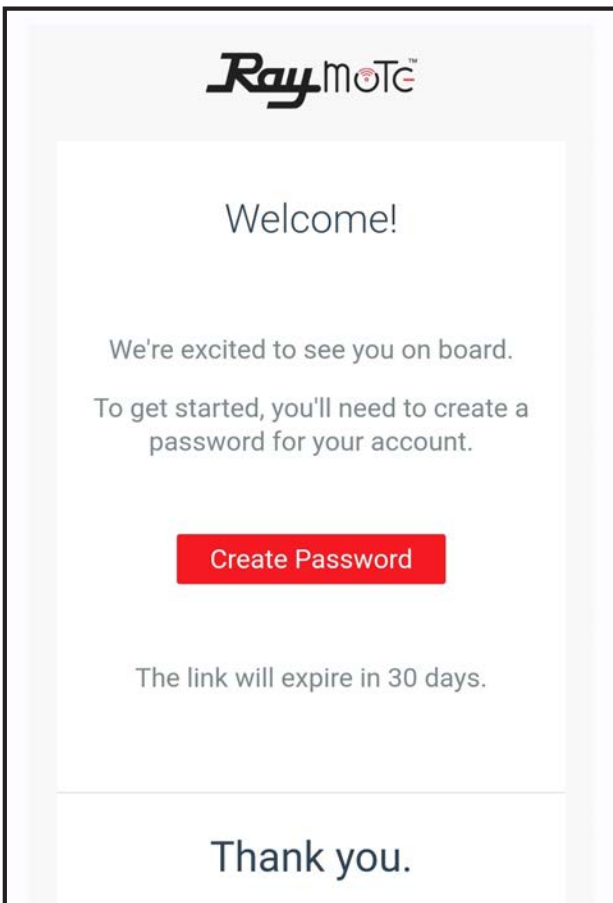 Raymote™
Welcome!
We're excited to see you on board.
To get started, you'll need to create a
password for your account.
Create Password
The link will expire in 30 days.
Thank you.